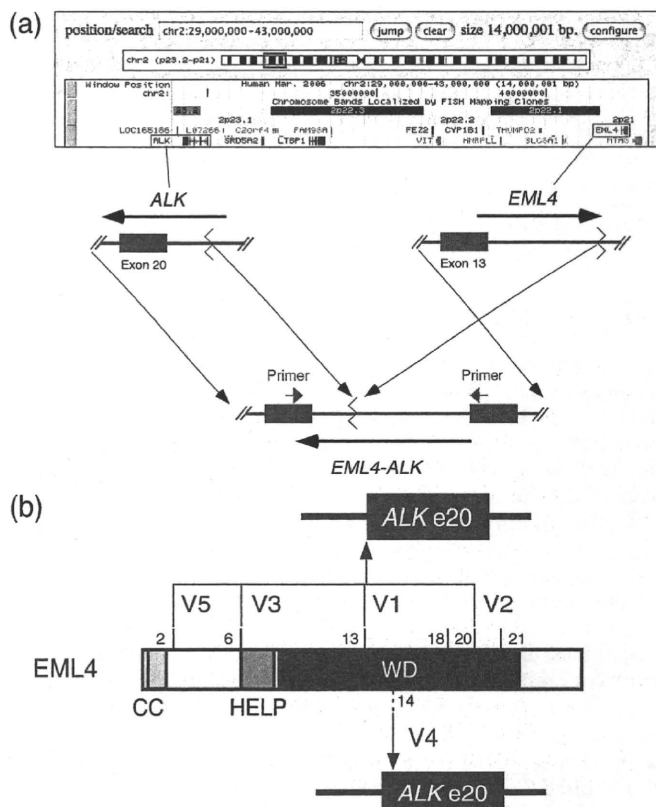 (a)
position/search chr2:29,000,000-43,000,000 jump clear size 14,000,001 bp. configure
chr2 (p23.2-p21)
Window Position Human Mar. 2006 chr2:29,000,000-43,000,000 (14,000,001 bp)
chr2: 35000000| 40000000|
Chromosome Bands Localized by FISH Mapping Clones
2p22.3 2p22.1
2p23.1 2p22.2 2p21
C2orf4 FAM98A FEZ2 CYP1B1 THUMPD2 EML4
ALK SRD5A2 LTBP1 VIT HNRPLL SLC8A1
ALK EML4
Exon 20 Exon 13
Primer Primer
EML4-ALK
(b)
ALK e20
V5 V3 V1 V2
2 6 13 18 20 21
EML4 WD
CC HELP 14
V4
ALK e20